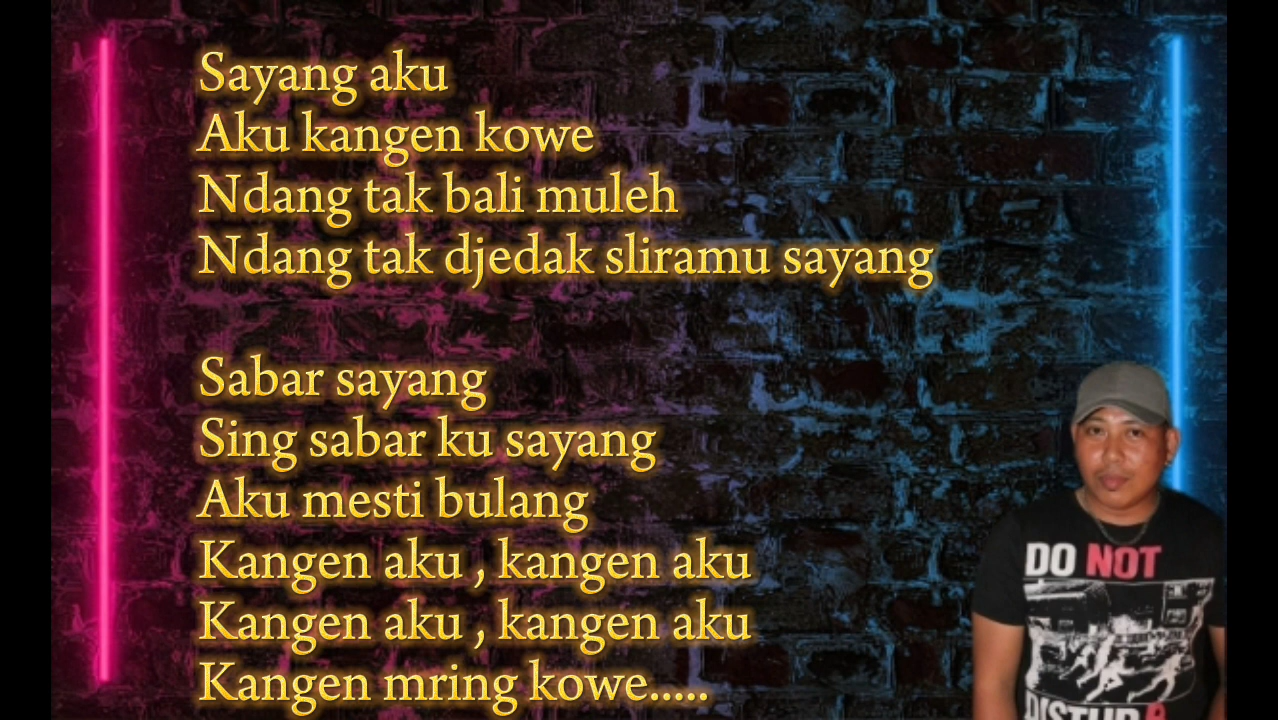 Sayang aku
Aku kangen kowe
Ndang tak bali muleh
Ndang tak djedak sliramu sayang
Sabar sayang
Sing sabar ku sayang
Aku mesti bulang
Kangen aku , kangen aku
Kangen aku , kangen aku
Kangen mring kowe.....
DO NOT
DISTURB